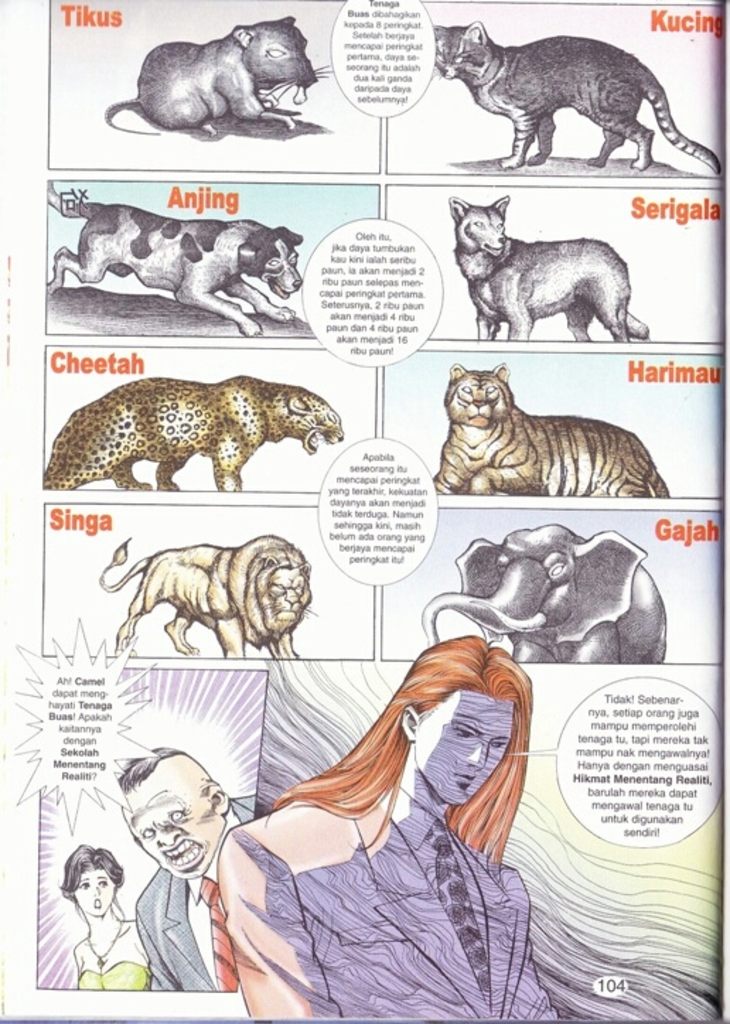 Tikus
Tenaga
Buas dibahagikan
kepada 8 peringkat.
Setelah berjaya
mencapai peringkat
pertama, daya se-
seorang itu adalah
dua kali ganda
daripada daya
sebelumnya!
Kucing
Anjing
Oleh itu,
jika daya tumbukan
kau kini ialah seribu
paun, ia akan menjadi 2
ribu paun selepas men-
capai peringkat pertama.
Seterusnya, 2 ribu paun
akan menjadi 4 ribu
paun dan 4 ribu paun
akan menjadi 16
ribu paun!
Serigala
Cheetah
Harimau
Apabila
seseorang itu
mencapai peringkat
yang terakhir, kekuatan
dayanya akan menjadi
tidak terduga. Namun
sehingga kini, masih
belum ada orang yang
berjaya mencapai
peringkat itu!
Singa
Gajah
Ah! Camel
dapat meng-
hayati Tenaga
Buas! Apakah
kaitannya
dengan
Sekolah
Menentang
Realiti?
Tidak! Sebenar-
nya, setiap orang juga
mampu memperolehi
tenaga tu, tapi mereka tak
mampu nak mengawalnya!
Hanya dengan menguasai
Hikmat Menentang Realiti,
barulah mereka dapat
mengawal tenaga tu
untuk digunakan
sendiri!
104